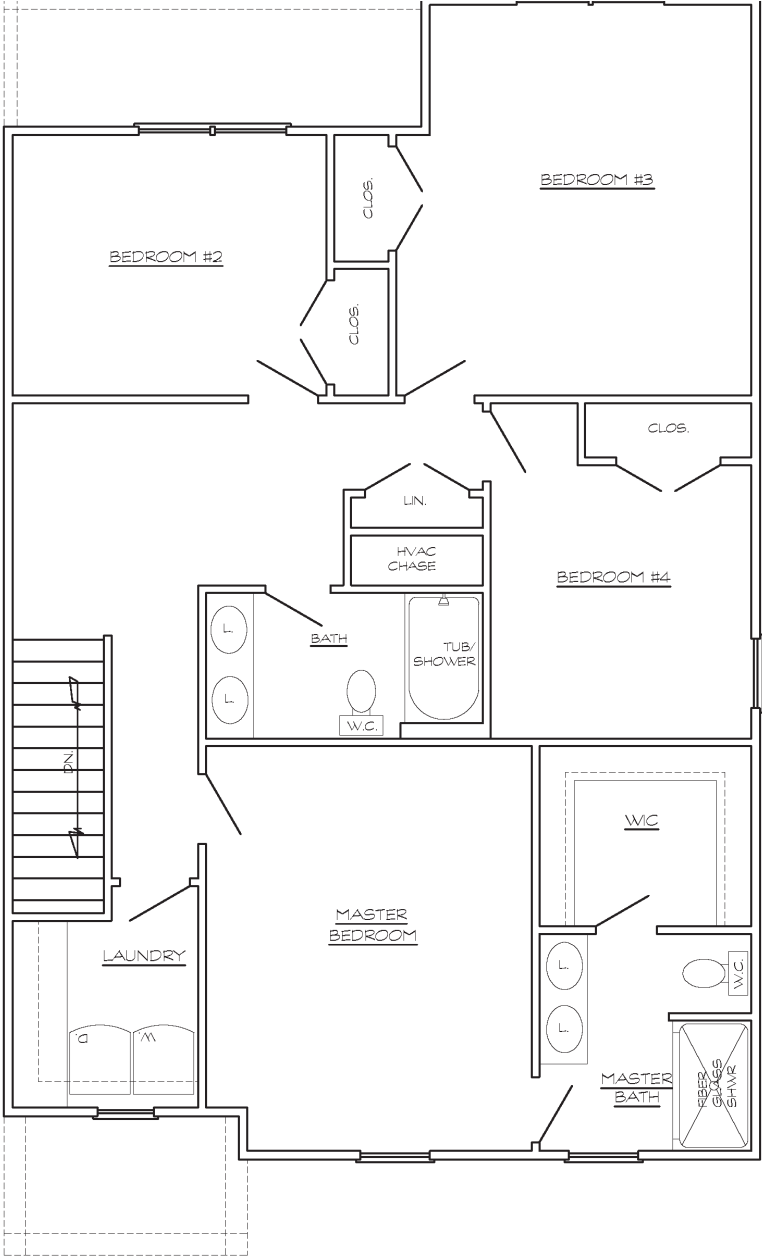 BEDROOM #3
CLOS.
BEDROOM #2
CLOS.
CLOS.
LIN.
HVAC
CHASE
BEDROOM #4
L.
BATH
TUB/
SHOWER
L.
W.C.
DN.
WIC
MASTER
BEDROOM
LAUNDRY
L.
W.C.
L.
D.
W.
MASTER
BATH
FIBER
GLASS
SHWR